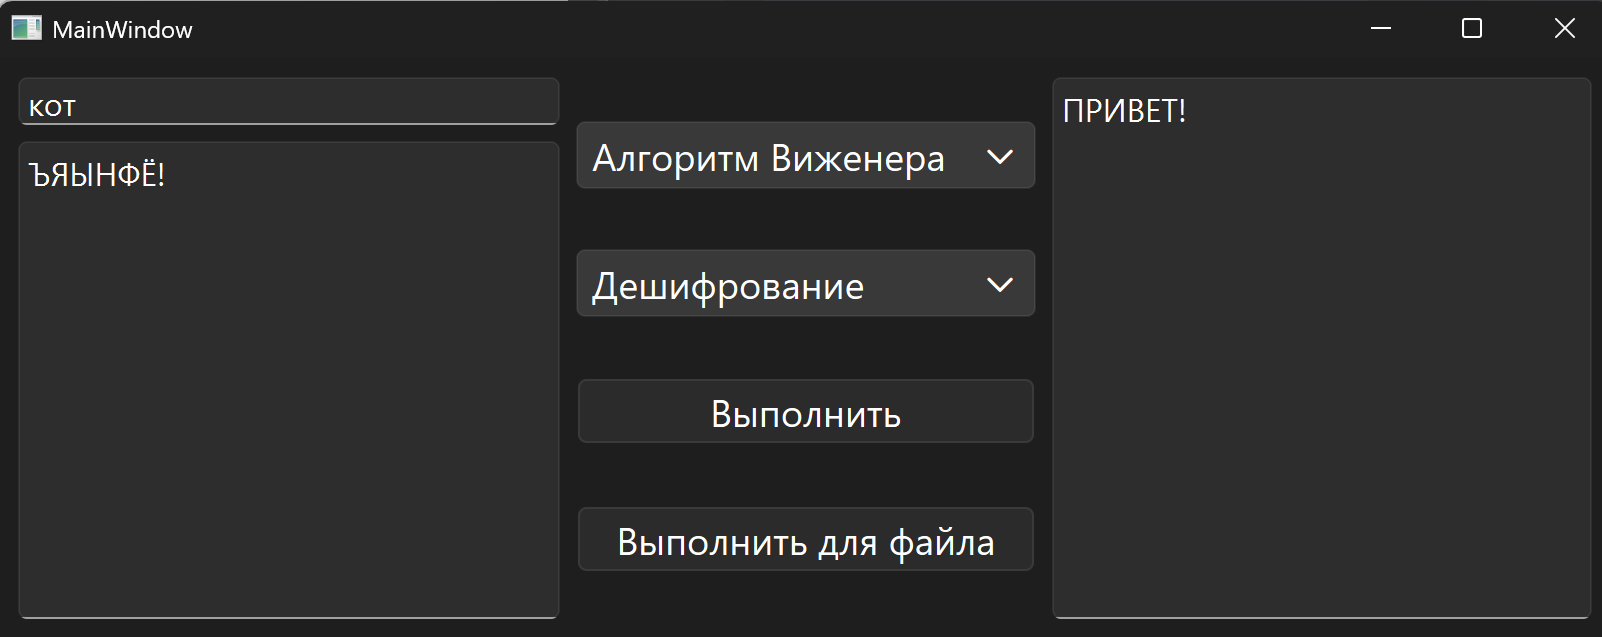 MainWindow
кот
ЪЯЫНФЁ!
Алгоритм Виженера
Дешифрование
Выполнить
Выполнить для файла
ПРИВЕТ!